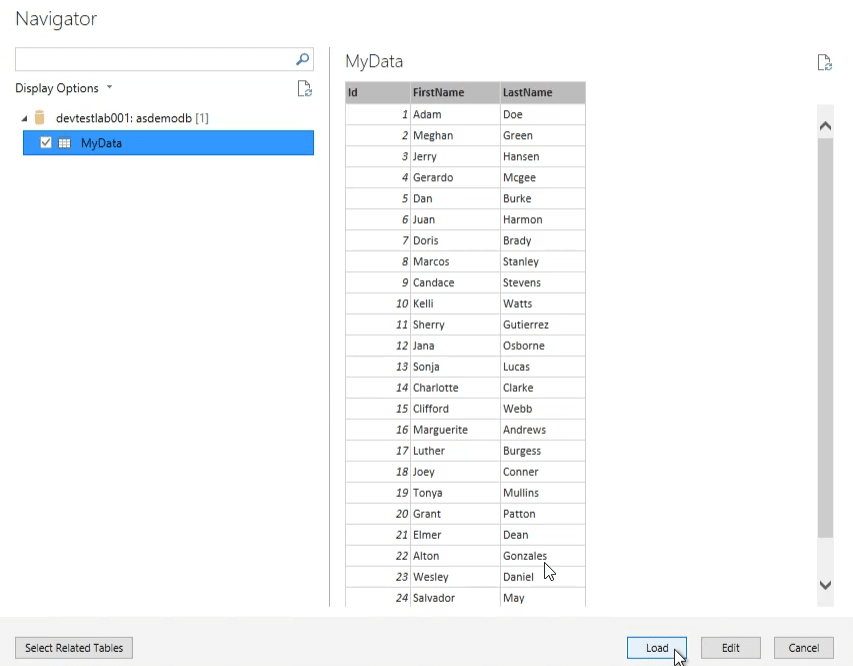 Navigator
Display Options
devtestlab001: asdemodb [1]
MyData
MyData
Id FirstName LastName
1 Adam Doe
2 Meghan Green
3 Jerry Hansen
4 Gerardo Mcgee
5 Dan Burke
6 Juan Harmon
7 Doris Brady
8 Marcos Stanley
9 Candace Stevens
10 Kelli Watts
11 Sherry Gutierrez
12 Jana Osborne
13 Sonja Lucas
14 Charlotte Clarke
15 Clifford Webb
16 Marguerite Andrews
17 Luther Burgess
18 Joey Conner
19 Tonya Mullins
20 Grant Patton
21 Elmer Dean
22 Alton Gonzales
23 Wesley Daniel
24 Salvador May
Select Related Tables Load Edit Cancel